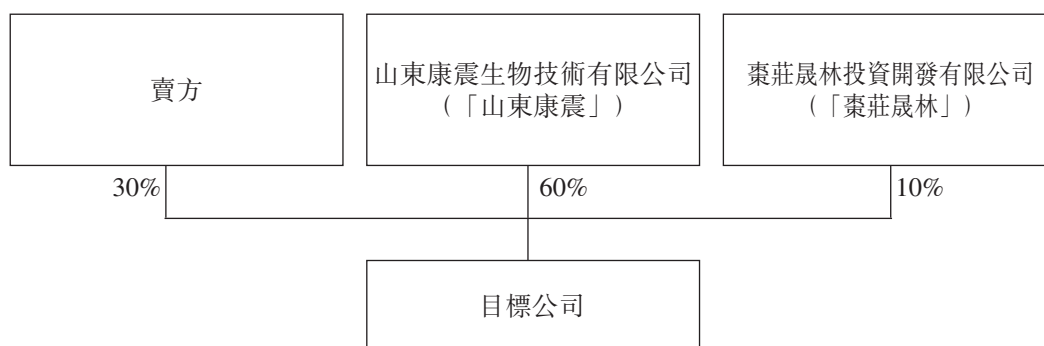 賣方
山東康震生物技術有限公司
(「山東康震」)
棗莊晟林投資開發有限公司
(「棗莊晟林」)
30%
60%
10%
目標公司